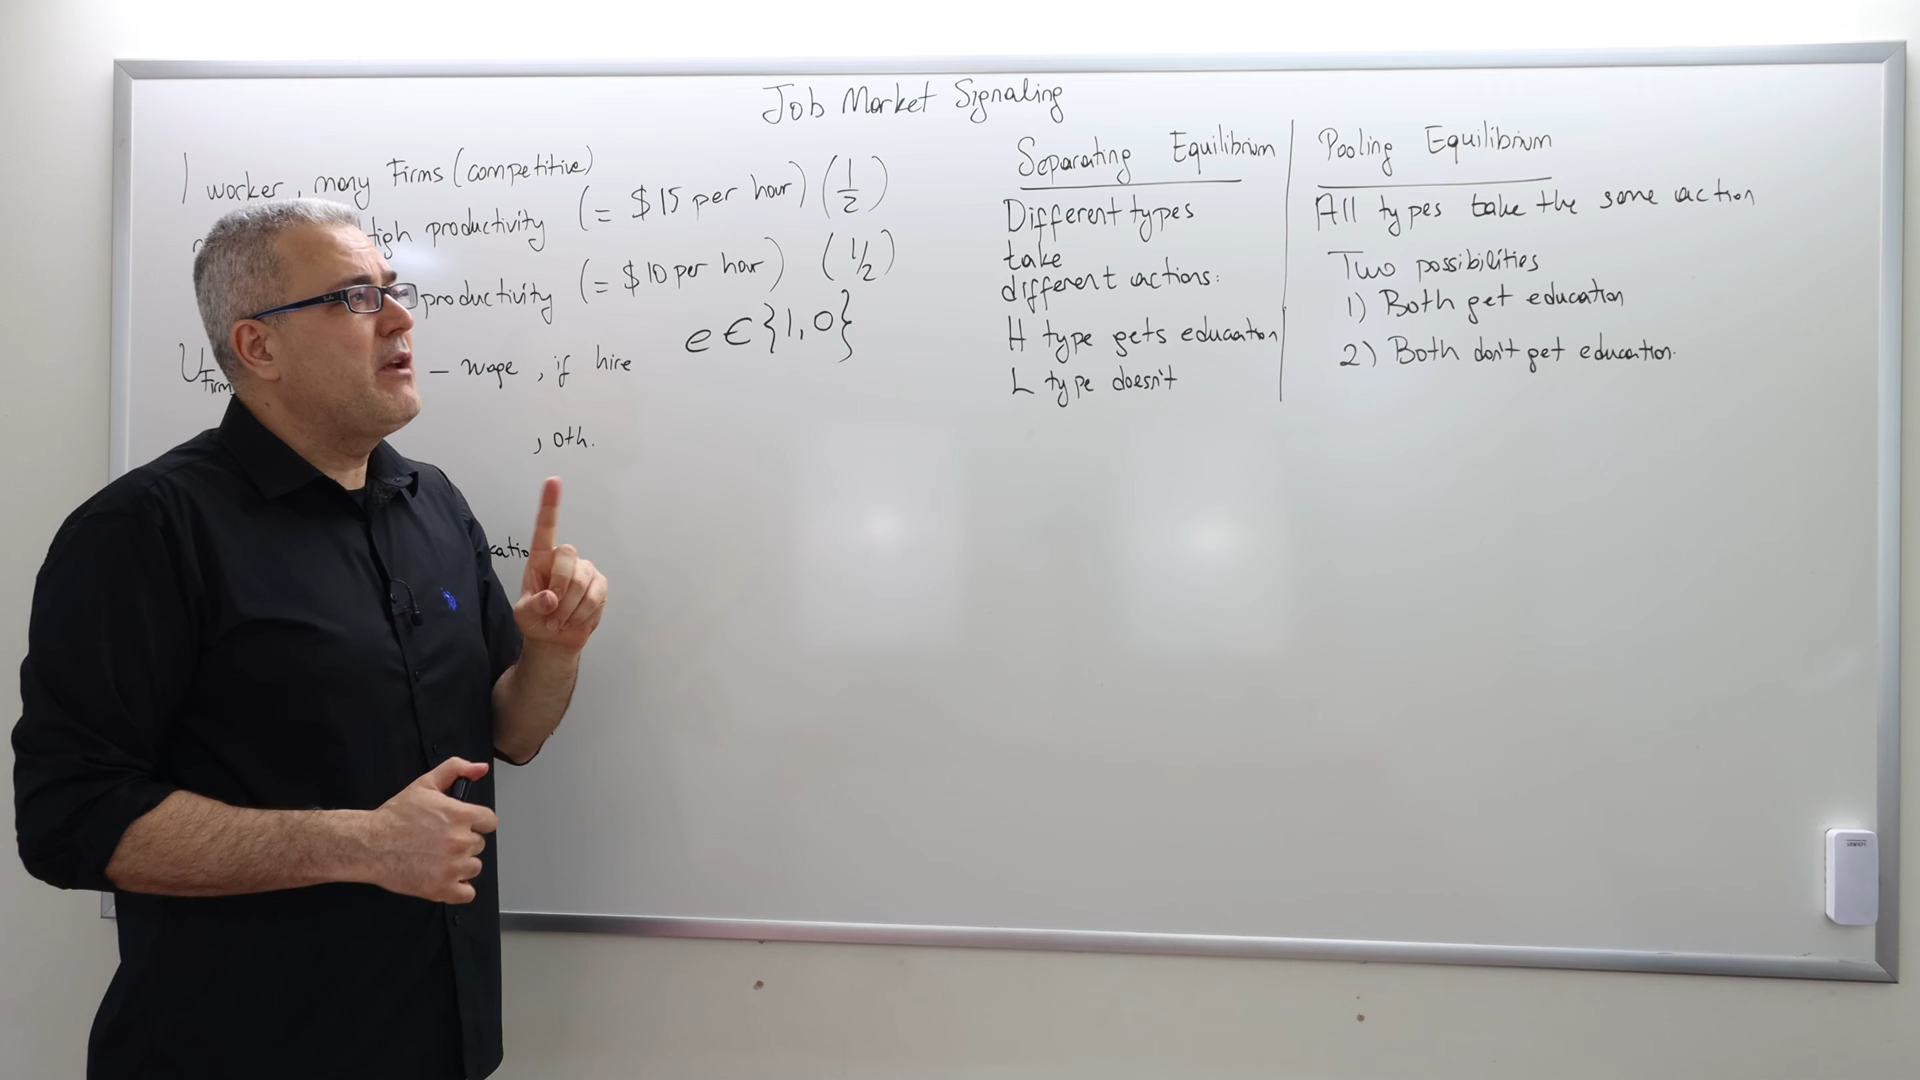 Job Market Signaling
1 worker, many Firms (competitive)
High productivity (= $15 per hour) (1/2)
productivity (= $10 per hour) (1/2)
e ∈ {1, 0}
U Firm – wage, if hire
, oth.
catio
Separating Equilibrium
Different types
take
different actions:
H type gets education
L type doesn't
Pooling Equilibrium
All types take the same action
Two possibilities
1) Both get education
2) Both don't get education.